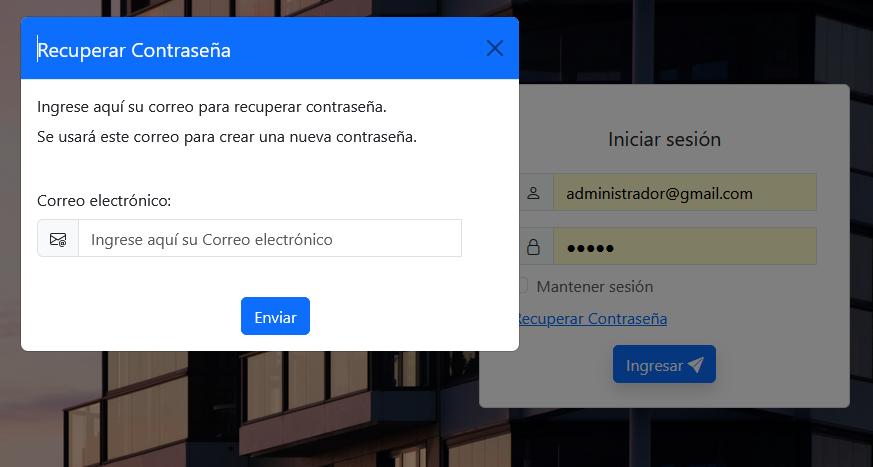 Recuperar Contraseña
Ingrese aquí su correo para recuperar contraseña.
Se usará este correo para crear una nueva contraseña.
Correo electrónico:
Ingrese aquí su Correo electrónico
Enviar
Iniciar sesión
administrador@gmail.com
•••••
Mantener sesión
Recuperar Contraseña
Ingresar